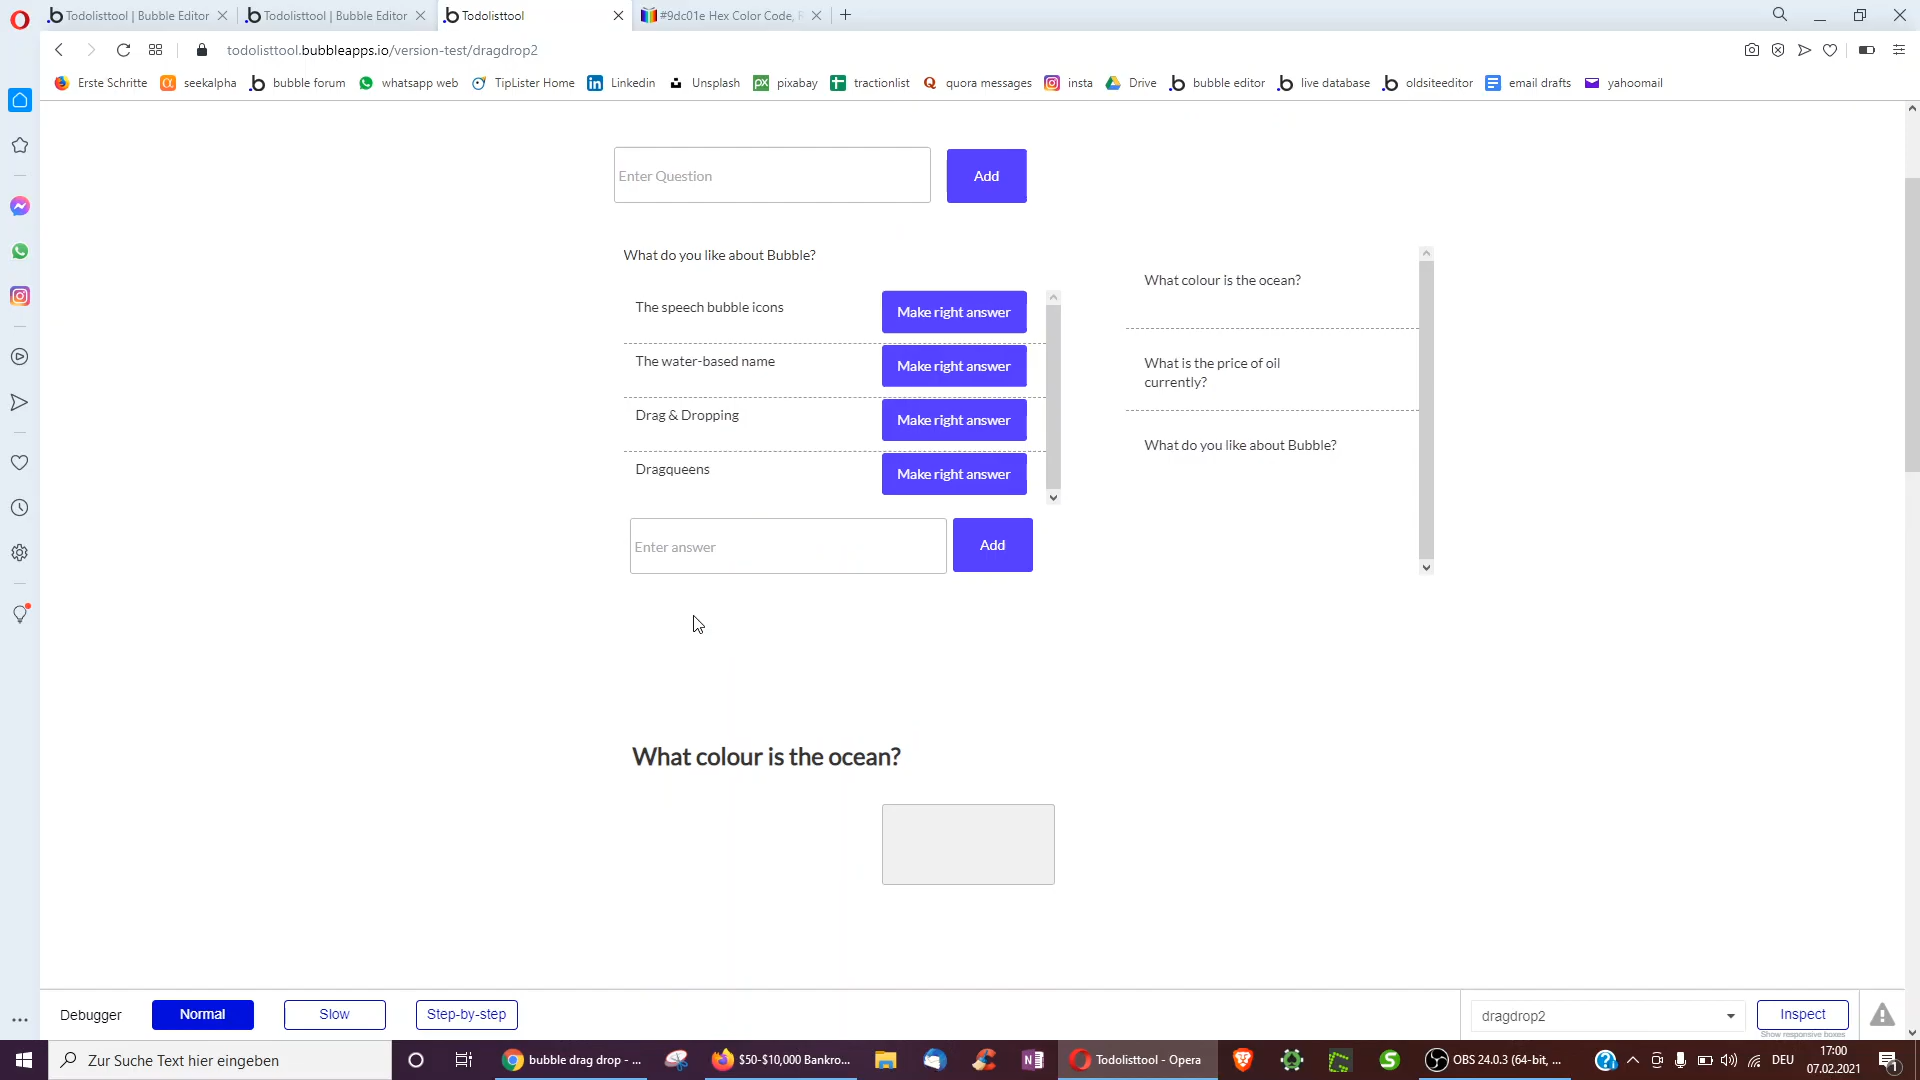 Todolisttool | Bubble Editor
Todolisttool | Bubble Editor
Todolisttool
#9dc01e Hex Color Code,
todolisttool.bubbleapps.io/version-test/dragdrop2
Erste Schritte
seekalpha
bubble forum
whatsapp web
TipLister Home
Linkedin
Unsplash
pixabay
tractionlist
quora messages
insta
Drive
bubble editor
live database
oldsiteeditor
email drafts
yahoomail
Enter Question
Add
What do you like about Bubble?
The speech bubble icons
Make right answer
The water-based name
Make right answer
Drag & Dropping
Make right answer
Dragqueens
Make right answer
Enter answer
Add
What colour is the ocean?
What is the price of oil
currently?
What do you like about Bubble?
What colour is the ocean?
Debugger
Normal
Slow
Step-by-step
dragdrop2
Inspect
Show responsive boxes
Zur Suche Text hier eingeben
bubble drag drop - ...
$50-$10,000 Bankro...
Todolisttool - Opera
OBS 24.0.3 (64-bit, ...
DEU
17:00
07.02.2021
1